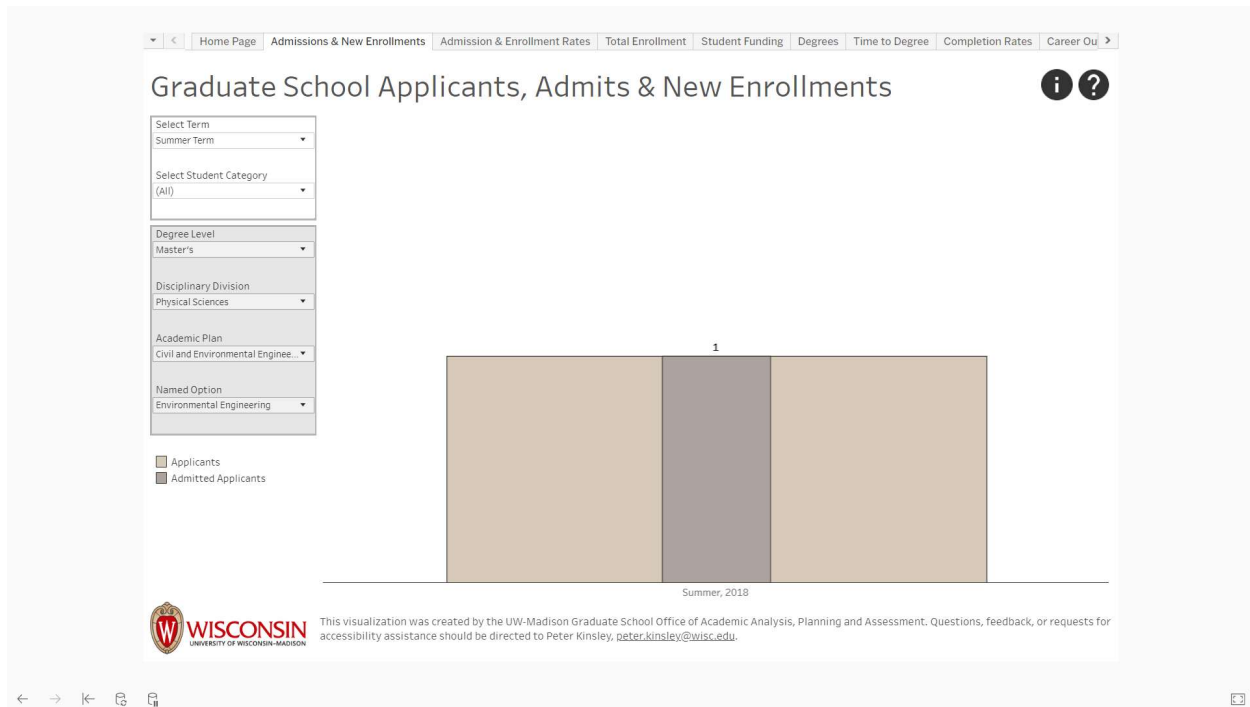 Home Page Admissions & New Enrollments Admission & Enrollment Rates Total Enrollment Student Funding Degrees Time to Degree Completion Rates Career Ou
Graduate School Applicants, Admits & New Enrollments
Select Term
Summer Term
Select Student Category
(All)
Degree Level
Master's
Disciplinary Division
Physical Sciences
Academic Plan
Civil and Environmental Enginee...
Named Option
Environmental Engineering
Applicants
Admitted Applicants
1
Summer, 2018
W
WISCONSIN
UNIVERSITY OF WISCONSIN–MADISON
This visualization was created by the UW-Madison Graduate School Office of Academic Analysis, Planning and Assessment. Questions, feedback, or requests for
accessibility assistance should be directed to Peter Kinsley, peter.kinsley@wisc.edu.